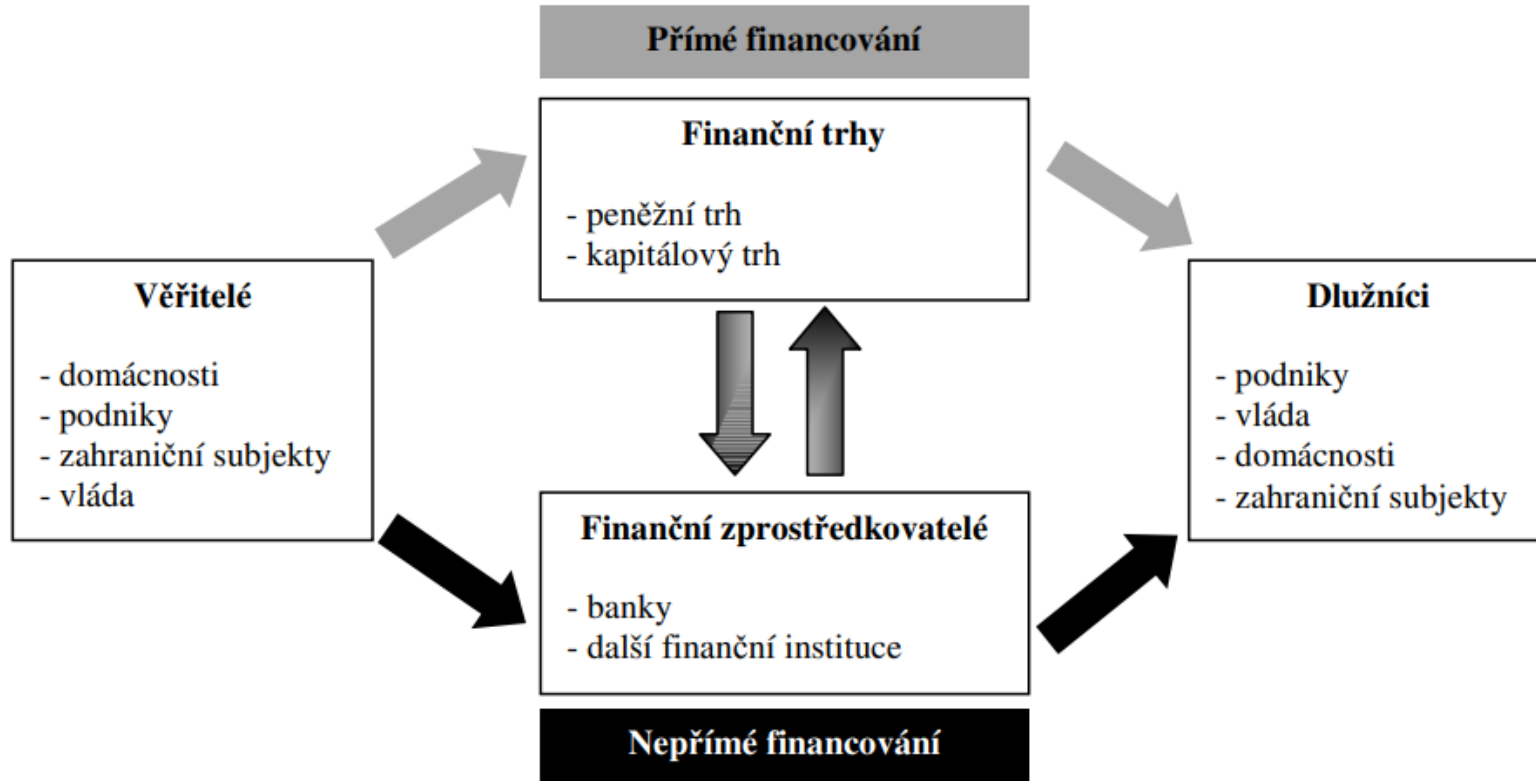 Přímé financování
Finanční trhy
- peněžní trh
- kapitálový trh
Věřitelé
- domácnosti
- podniky
- zahraniční subjekty
- vláda
Dlužníci
- podniky
- vláda
- domácnosti
- zahraniční subjekty
Finanční zprostředkovatelé
- banky
- další finanční instituce
Nepřímé financování